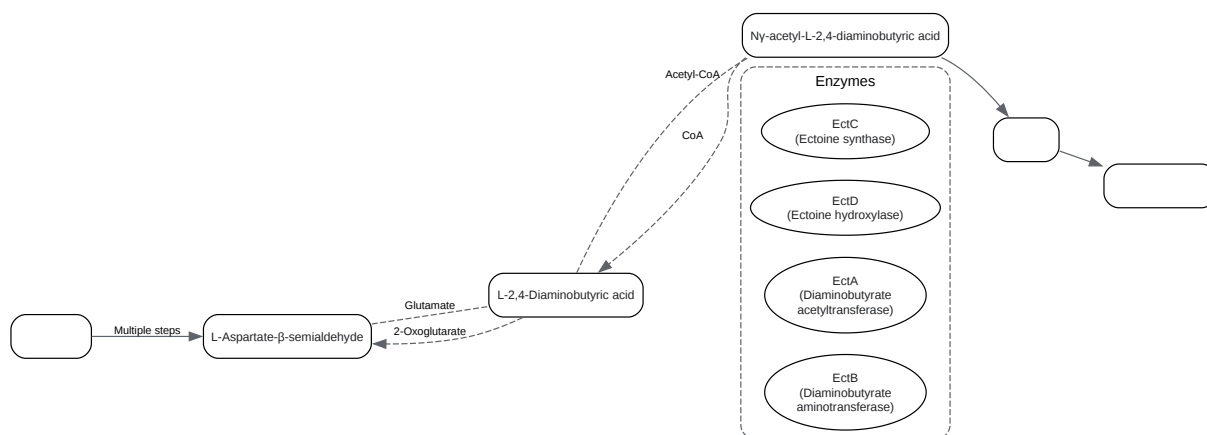 Nγ-acetyl-L-2,4-diaminobutyric acid
Acetyl-CoA
Enzymes
EctC
(Ectoine synthase)
CoA
EctD
(Ectoine hydroxylase)
L-2,4-Diaminobutyric acid
EctA
(Diaminobutyrate
acetyltransferase)
Glutamate
Multiple steps
L-Aspartate-β-semialdehyde
2-Oxoglutarate
EctB
(Diaminobutyrate
aminotransferase)